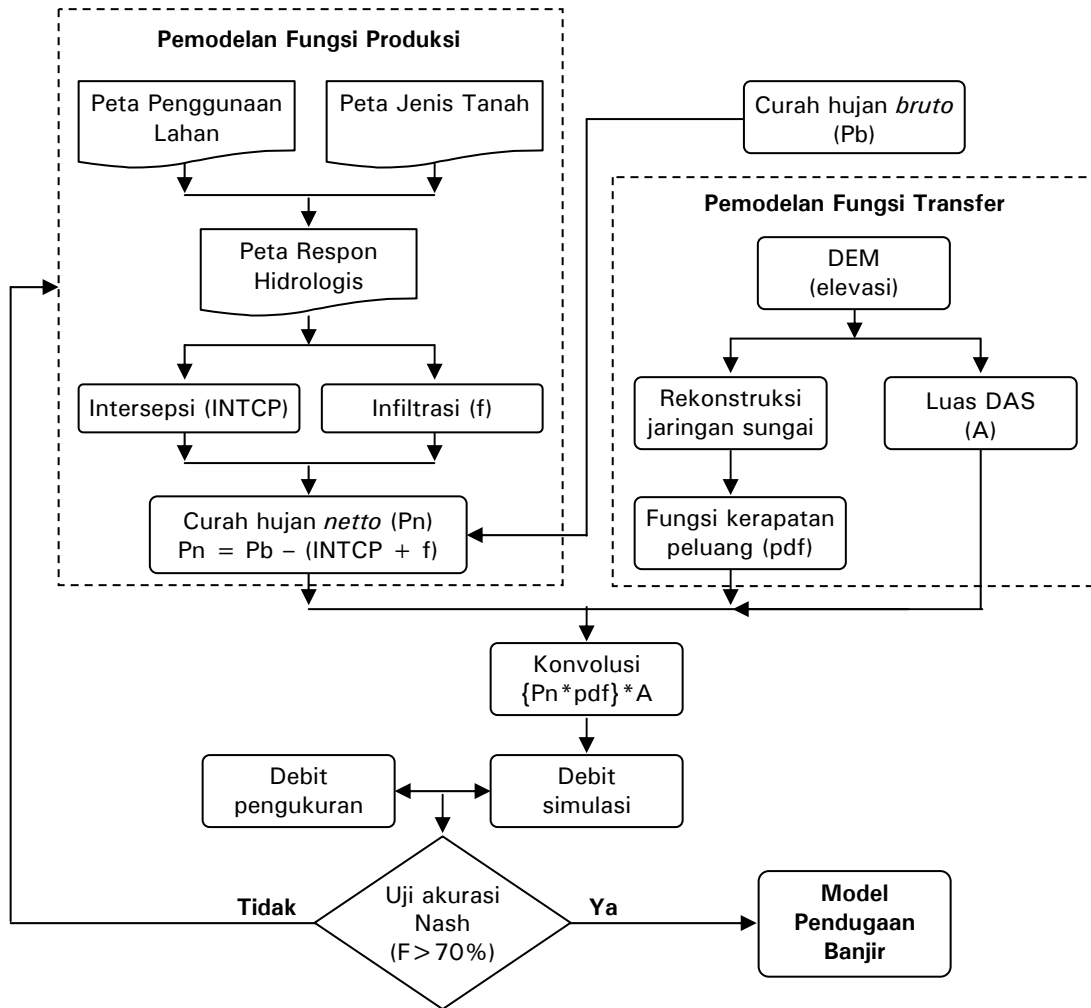 Pemodelan Fungsi Produksi
Peta Penggunaan
Lahan
Peta Jenis Tanah
Curah hujan bruto
(Pb)
Peta Respon
Hidrologis
Intersepsi (INTCP)
Infiltrasi (f)
Curah hujan netto (Pn)
Pn = Pb – (INTCP + f)
Pemodelan Fungsi Transfer
DEM
(elevasi)
Rekonstruksi
jaringan sungai
Luas DAS
(A)
Fungsi kerapatan
peluang (pdf)
Konvolusi
{Pn*pdf}*A
Debit
pengukuran
Debit
simulasi
Uji akurasi
Nash
(F>70%)
Tidak
Ya
Model
Pendugaan
Banjir